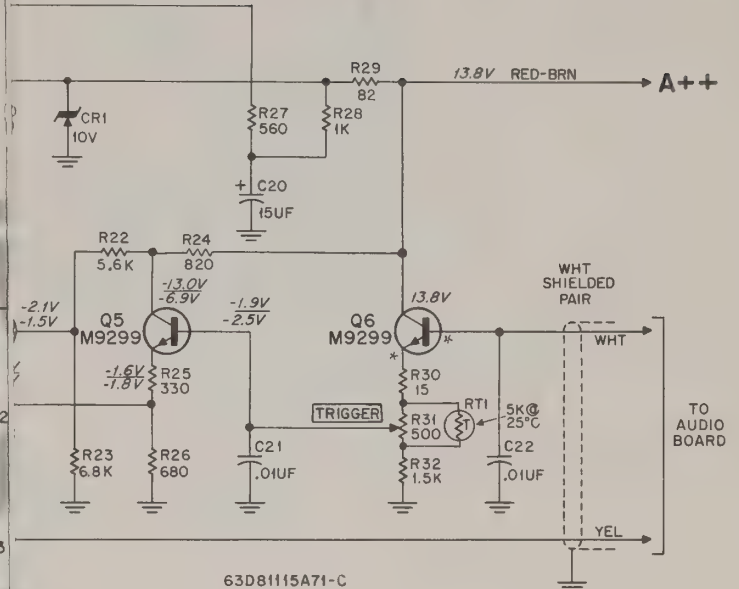 R29
82
13.8V RED-BRN
A++
CR1
10V
R27
560
R28
1K
+ C20
15UF
R22
5.6K
R24
820
-13.0V
-6.9V
-2.1V
-1.5V
Q5
M9299
-1.9V
-2.5V
Q6
M9299
13.8V
*
*
WHT
SHIELDED
PAIR
WHT
-1.6V
-1.8V
R25
330
R30
15
TRIGGER
R31
500
RT1
T
5K@
25°C
TO
AUDIO
BOARD
2
R23
6.8K
R26
680
C21
.01UF
R32
1.5K
C22
.01UF
YEL
3
63D81115A71-C